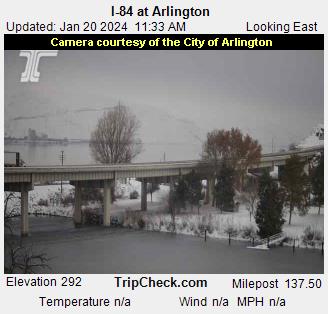 I-84 at Arlington
Updated: Jan 20 2024 11:33 AM Looking East
Camera courtesy of the City of Arlington
Elevation 292 TripCheck.com Milepost 137.50
Temperature n/a Wind n/a MPH n/a